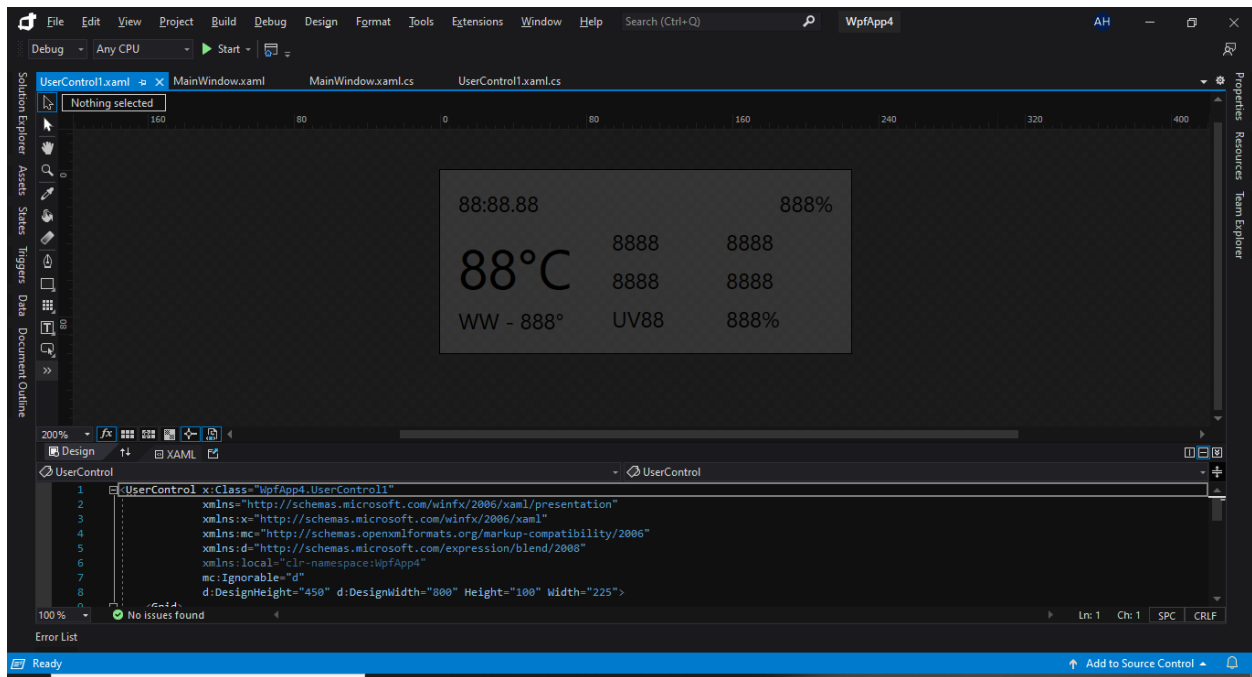 File Edit View Project Build Debug Design Format Tools Extensions Window Help Search (Ctrl+Q) WpfApp4 AH
Debug Any CPU Start
UserControl1.xaml MainWindow.xaml MainWindow.xaml.cs UserControl1.xaml.cs
Nothing selected
160 80 0 80 160 240 320 400
Solution Explorer
Assets
States
Triggers
Data
Document Outline
0
80
88:88.88 888%
8888 8888
88°C
8888 8888
WW - 888° UV88 888%
Properties
Resources
Team Explorer
200% fx
Design XAML
UserControl UserControl
1 <UserControl x:Class="WpfApp4.UserControl1"
2 xmlns="http://schemas.microsoft.com/winfx/2006/xaml/presentation"
3 xmlns:x="http://schemas.microsoft.com/winfx/2006/xaml"
4 xmlns:mc="http://schemas.openxmlformats.org/markup-compatibility/2006"
5 xmlns:d="http://schemas.microsoft.com/expression/blend/2008"
6 xmlns:local="clr-namespace:WpfApp4"
7 mc:Ignorable="d"
8 d:DesignHeight="450" d:DesignWidth="800" Height="100" Width="225">
9 <Grid>
100 % No issues found Ln: 1 Ch: 1 SPC CRLF
Error List
Ready Add to Source Control